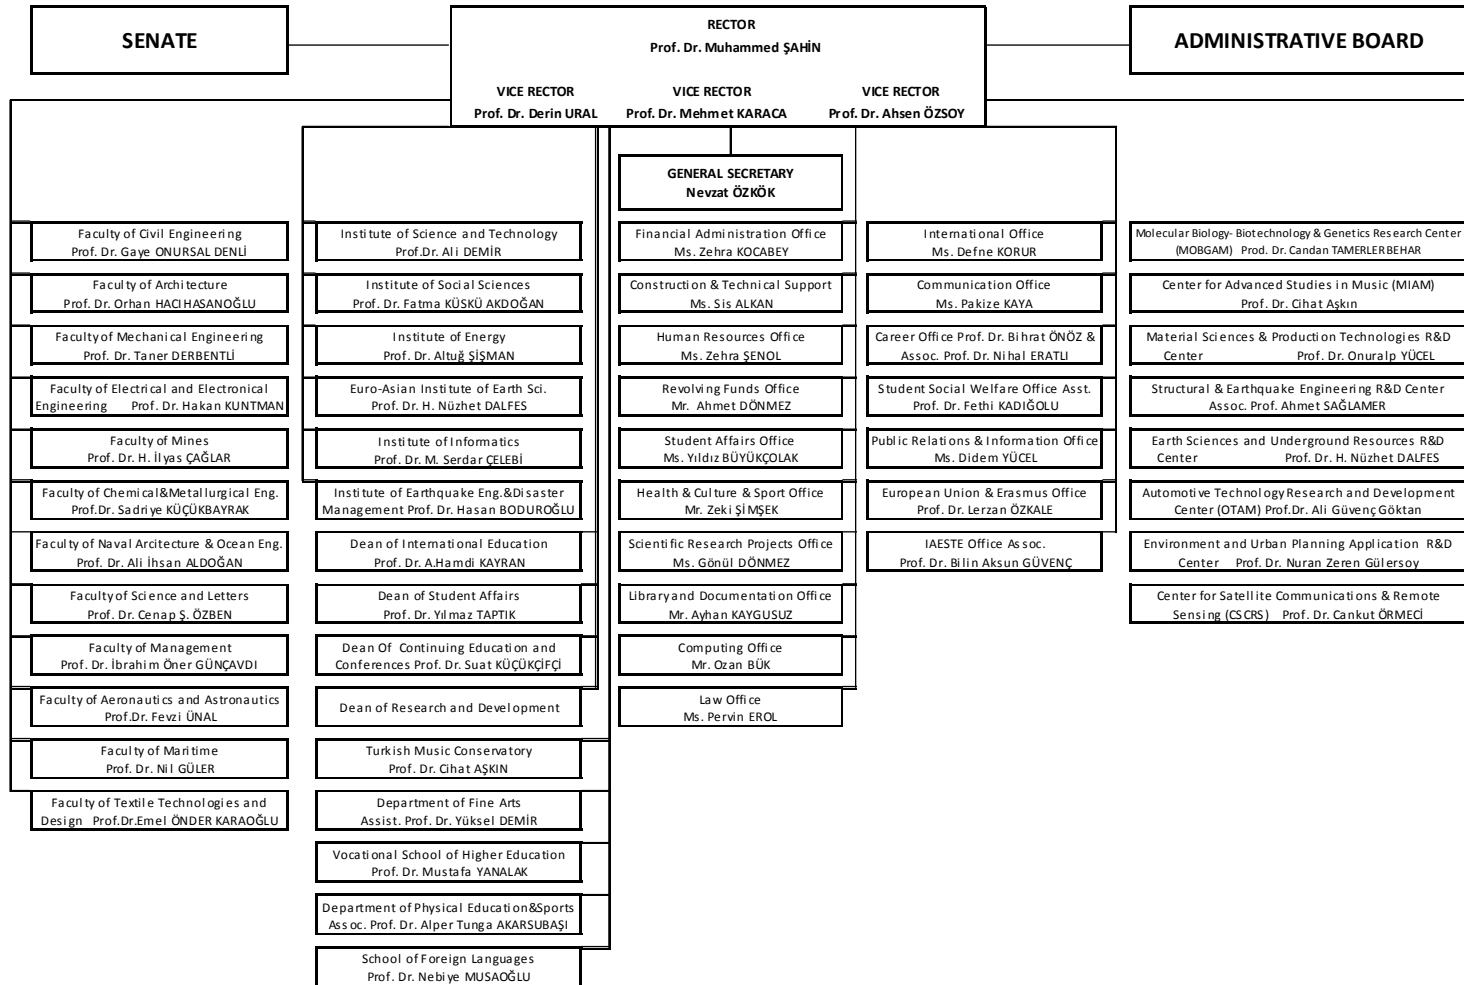 SENATE
RECTOR
Prof. Dr. Muhammed ŞAHİN
ADMINISTRATIVE BOARD
VICE RECTOR
Prof. Dr. Derin URAL
VICE RECTOR
Prof. Dr. Mehmet KARACA
VICE RECTOR
Prof. Dr. Ahsen ÖZSOY
GENERAL SECRETARY
Nevzat ÖZKÖK
Faculty of Civil Engineering
Prof. Dr. Gaye ONURSAL DENLİ
Faculty of Architecture
Prof. Dr. Orhan HACIHASANOĞLU
Faculty of Mechanical Engineering
Prof. Dr. Taner DERBENTLİ
Faculty of Electrical and Electronical
Engineering Prof. Dr. Hakan KUNTMAN
Faculty of Mines
Prof. Dr. H. İlyas ÇAĞLAR
Faculty of Chemical&Metallurgical Eng.
Prof.Dr. Sadriye KÜÇÜKBAYRAK
Faculty of Naval Arcitecture & Ocean Eng.
Prof. Dr. Ali İhsan ALDOĞAN
Faculty of Science and Letters
Prof. Dr. Cenap Ş. ÖZBEN
Faculty of Management
Prof. Dr. İbrahim Öner GÜNÇAVDI
Faculty of Aeronautics and Astronautics
Prof.Dr. Fevzi ÜNAL
Faculty of Maritime
Prof. Dr. Nil GÜLER
Faculty of Textile Technologies and
Design Prof.Dr.Emel ÖNDER KARAOĞLU
Institute of Science and Technology
Prof.Dr. Ali DEMİR
Institute of Social Sciences
Prof. Dr. Fatma KÜSKÜ AKDOĞAN
Institute of Energy
Prof. Dr. Altuğ ŞİŞMAN
Euro-Asian Institute of Earth Sci.
Prof. Dr. H. Nüzhet DALFES
Institute of Informatics
Prof. Dr. M. Serdar ÇELEBİ
Institute of Earthquake Eng.&Disaster
Management Prof. Dr. Hasan BODUROĞLU
Dean of International Education
Prof. Dr. A.Hamdi KAYRAN
Dean of Student Affairs
Prof. Dr. Yılmaz TAPTIK
Dean Of Continuing Education and
Conferences Prof. Dr. Suat KÜÇÜKÇİFÇİ
Dean of Research and Development
Turkish Music Conservatory
Prof. Dr. Cihat AŞKIN
Department of Fine Arts
Assist. Prof. Dr. Yüksel DEMİR
Vocational School of Higher Education
Prof. Dr. Mustafa YANALAK
Department of Physical Education&Sports
Assoc. Prof. Dr. Alper Tunga AKARSUBAŞI
School of Foreign Languages
Prof. Dr. Nebiye MUSAOĞLU
Financial Administration Office
Ms. Zehra KOCABEY
Construction & Technical Support
Ms. Sis ALKAN
Human Resources Office
Ms. Zehra ŞENOL
Revolving Funds Office
Mr. Ahmet DÖNMEZ
Student Affairs Office
Ms. Yıldız BÜYÜKÇOLAK
Health & Culture & Sport Office
Mr. Zeki ŞİMŞEK
Scientific Research Projects Office
Ms. Gönül DÖNMEZ
Library and Documentation Office
Mr. Ayhan KAYGUSUZ
Computing Office
Mr. Ozan BÜK
Law Office
Ms. Pervin EROL
International Office
Ms. Defne KORUR
Communication Office
Ms. Pakize KAYA
Career Office Prof. Dr. Bihrat ÖNÖZ &
Assoc. Prof. Dr. Nihal ERATLI
Student Social Welfare Office Asst.
Prof. Dr. Fethi KADIĞOLU
Public Relations & Information Office
Ms. Didem YÜCEL
European Union & Erasmus Office
Prof. Dr. Lerzan ÖZKALE
IAESTE Office Assoc.
Prof. Dr. Bilin Aksun GÜVENÇ
Molecular Biology- Biotechnology & Genetics Research Center
(MOBGAM) Prod. Dr. Candan TAMERLER BEHAR
Center for Advanced Studies in Music (MIAM)
Prof. Dr. Cihat Aşkın
Material Sciences & Production Technologies R&D
Center Prof. Dr. Onuralp YÜCEL
Structural & Earthquake Engineering R&D Center
Assoc. Prof. Ahmet SAĞLAMER
Earth Sciences and Underground Resources R&D
Center Prof. Dr. H. Nüzhet DALFES
Automotive Technology Research and Development
Center (OTAM) Prof.Dr. Ali Güvenç Göktan
Environment and Urban Planning Application R&D
Center Prof. Dr. Nuran Zeren Gülersoy
Center for Satellite Communications & Remote
Sensing (CSCRS) Prof. Dr. Cankut ÖRMECİ